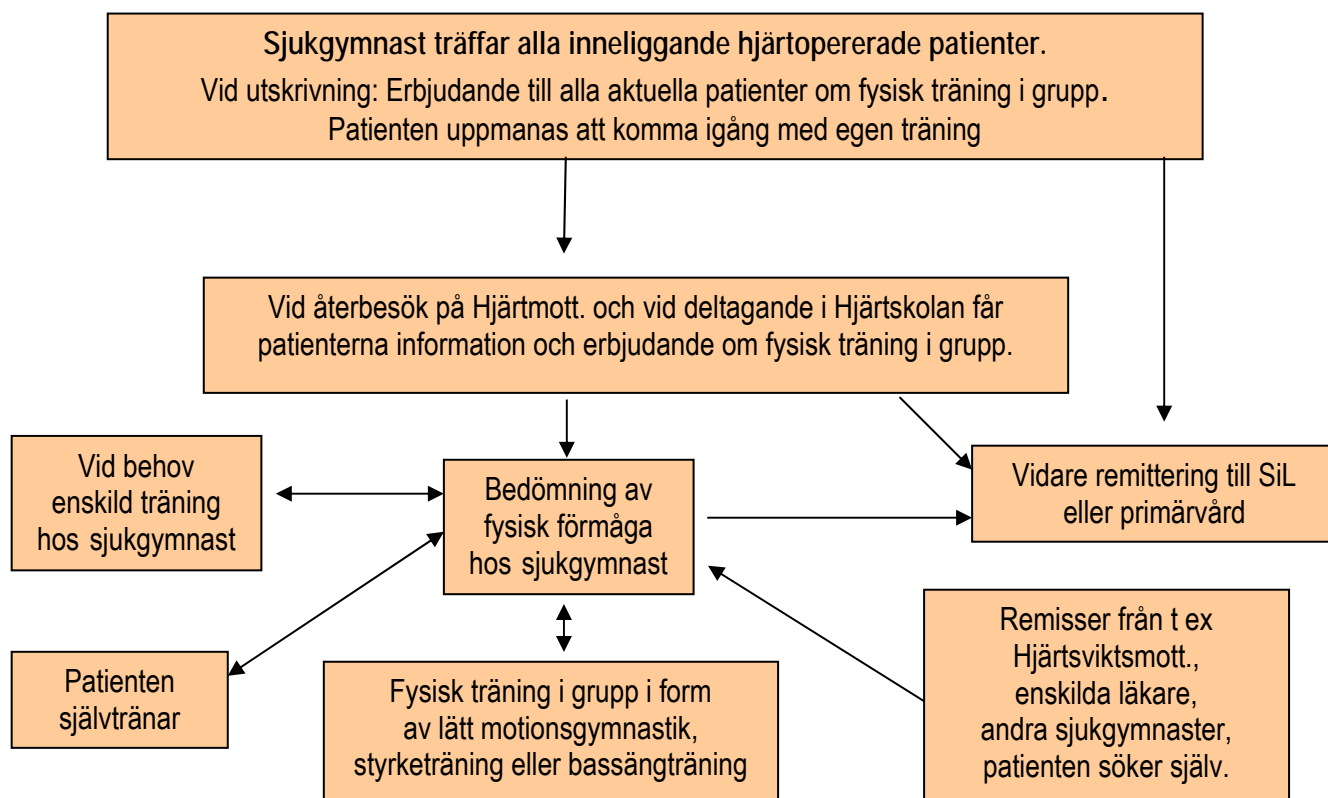 Sjukgymnast träffar alla inneliggande hjärtopererade patienter.
Vid utskrivning: Erbjudande till alla aktuella patienter om fysisk träning i grupp.
Patienten uppmanas att komma igång med egen träning
Vid återbesök på Hjärtmott. och vid deltagande i Hjärtskolan får
patienterna information och erbjudande om fysisk träning i grupp.
Vid behov
enskild träning
hos sjukgymnast
Bedömning av
fysisk förmåga
hos sjukgymnast
Vidare remittering till SiL
eller primärvård
Patienten
självtränar
Fysisk träning i grupp i form
av lätt motionsgymnastik,
styrketräning eller bassängträning
Remisser från t ex
Hjärtsviktsmott.,
enskilda läkare,
andra sjukgymnaster,
patienten söker själv.